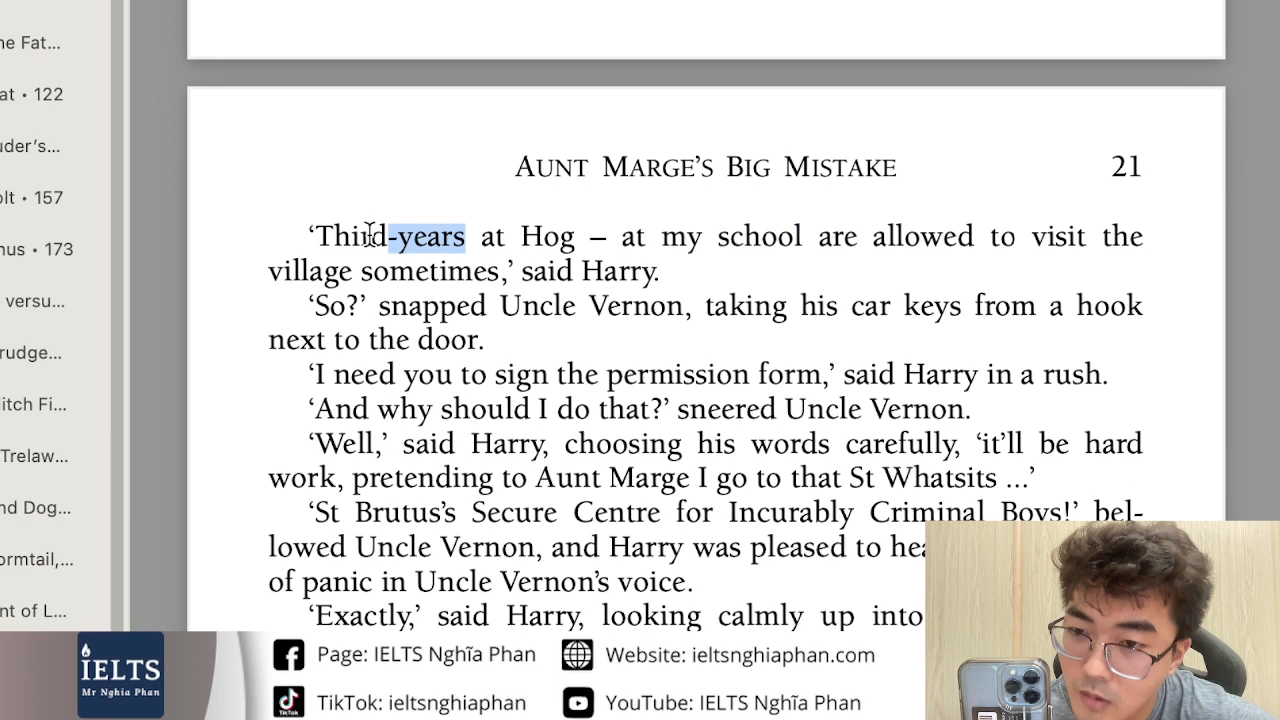 ne Fat...
at • 122
uder's...
olt • 157
nus • 173
versu...
rudge...
litch Fi...
Trelaw...
nd Dog...
ormtail,...
nt of L...
AUNT MARGE'S BIG MISTAKE 21
‘Third-years at Hog – at my school are allowed to visit the
village sometimes,’ said Harry.
‘So?’ snapped Uncle Vernon, taking his car keys from a hook
next to the door.
‘I need you to sign the permission form,’ said Harry in a rush.
‘And why should I do that?’ sneered Uncle Vernon.
‘Well,’ said Harry, choosing his words carefully, ‘it’ll be hard
work, pretending to Aunt Marge I go to that St Whatsits ...’
‘St Brutus’s Secure Centre for Incurably Criminal Boys!’ bel-
lowed Uncle Vernon, and Harry was pleased to hea
of panic in Uncle Vernon’s voice.
‘Exactly,’ said Harry, looking calmly up into
IELTS
Mr Nghia Phan
Page: IELTS Nghĩa Phan
Website: ieltsnghiaphan.com
TikTok: ieltsnghiaphan
YouTube: IELTS Nghĩa Phan
TikTok